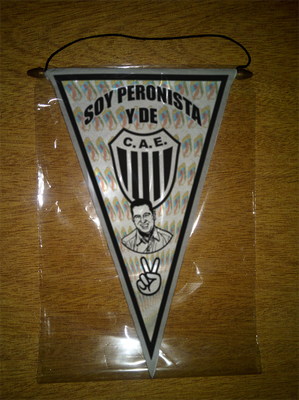 SOY PERONISTA
Y DE
C.A.E.